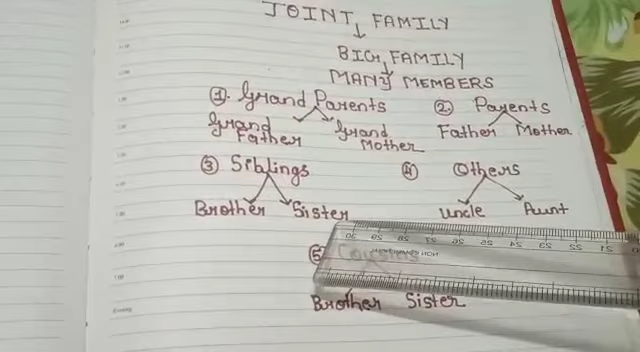 JOINT FAMILY
BIG FAMILY
MANY MEMBERS
① Grand Parents
② Parents
Grand Father
Grand Mother
Father
Mother
③ Siblings
④ Others
Brother
Sister
Uncle
Aunt
⑤ Cousins
Brother
Sister